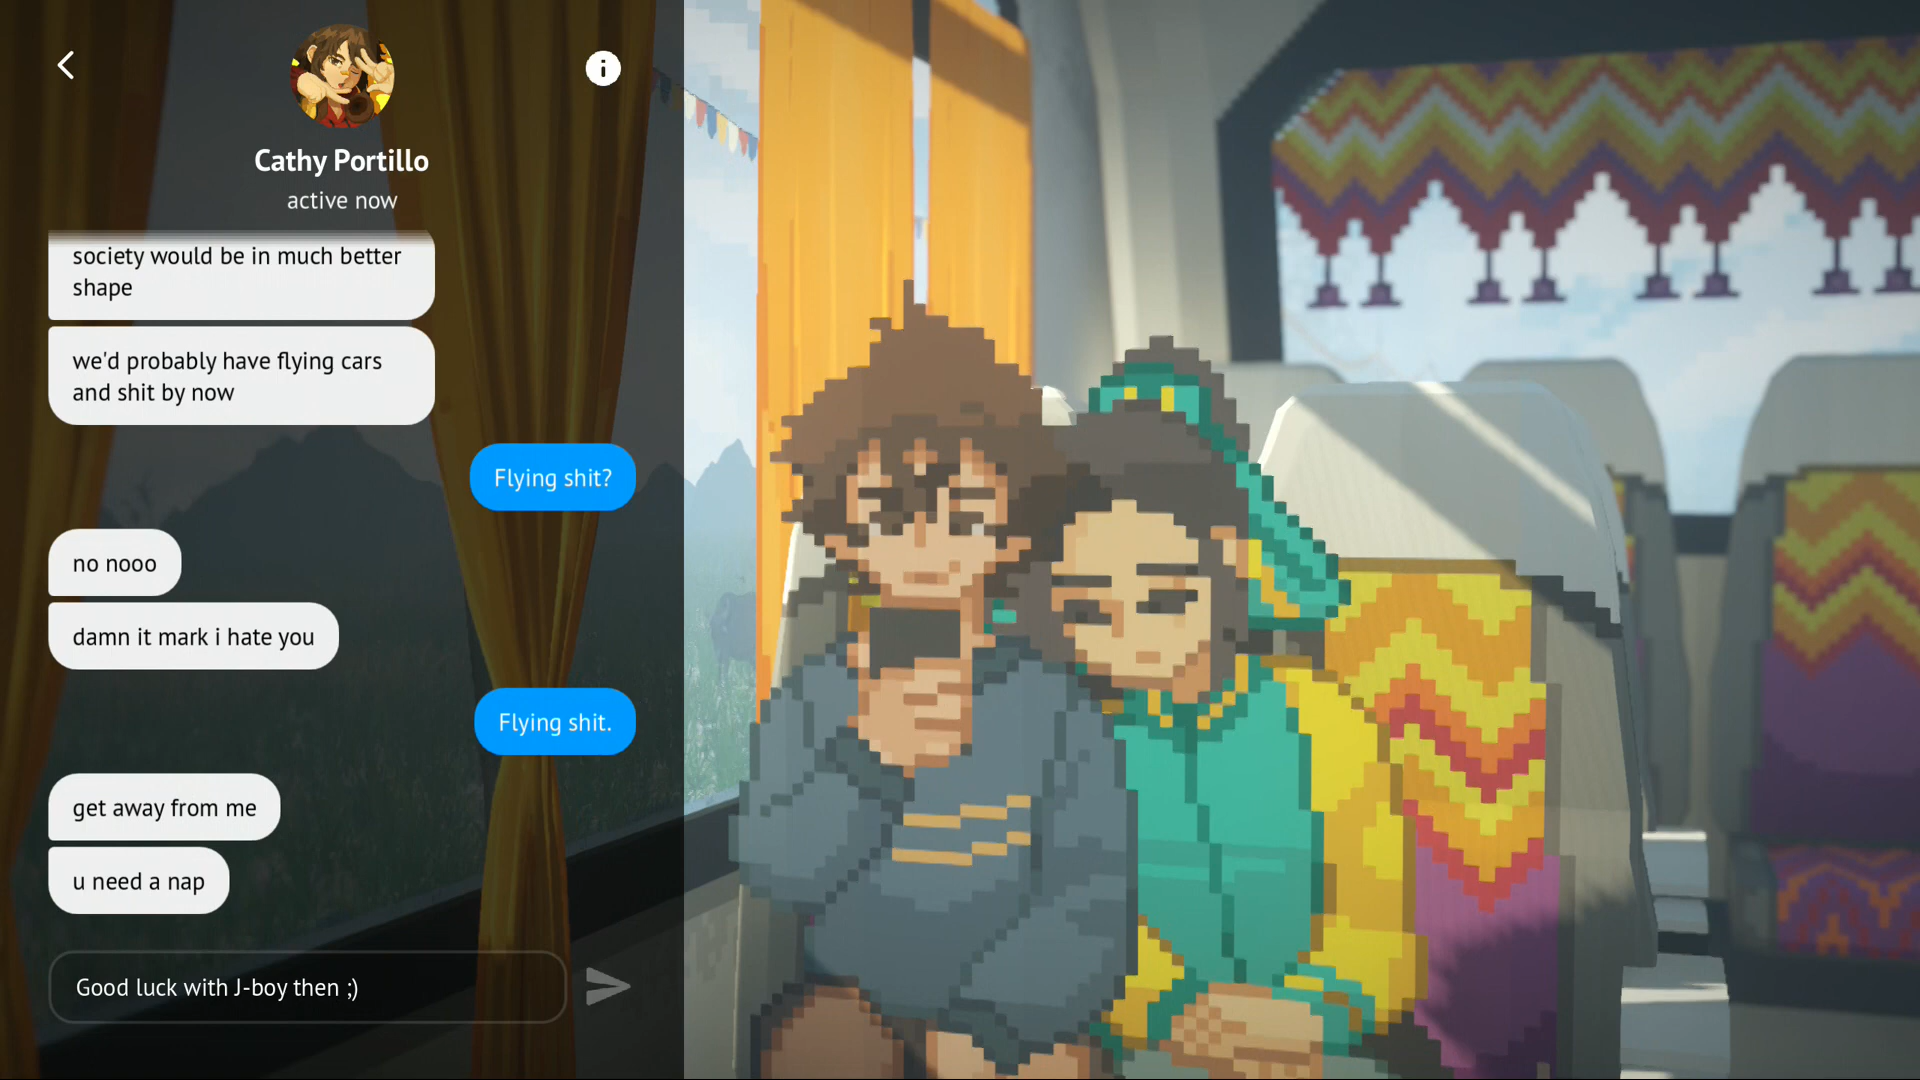 Cathy Portillo
active now
society would be in much better
shape
we'd probably have flying cars
and shit by now
Flying shit?
no nooo
damn it mark i hate you
Flying shit.
get away from me
u need a nap
Good luck with J-boy then ;)